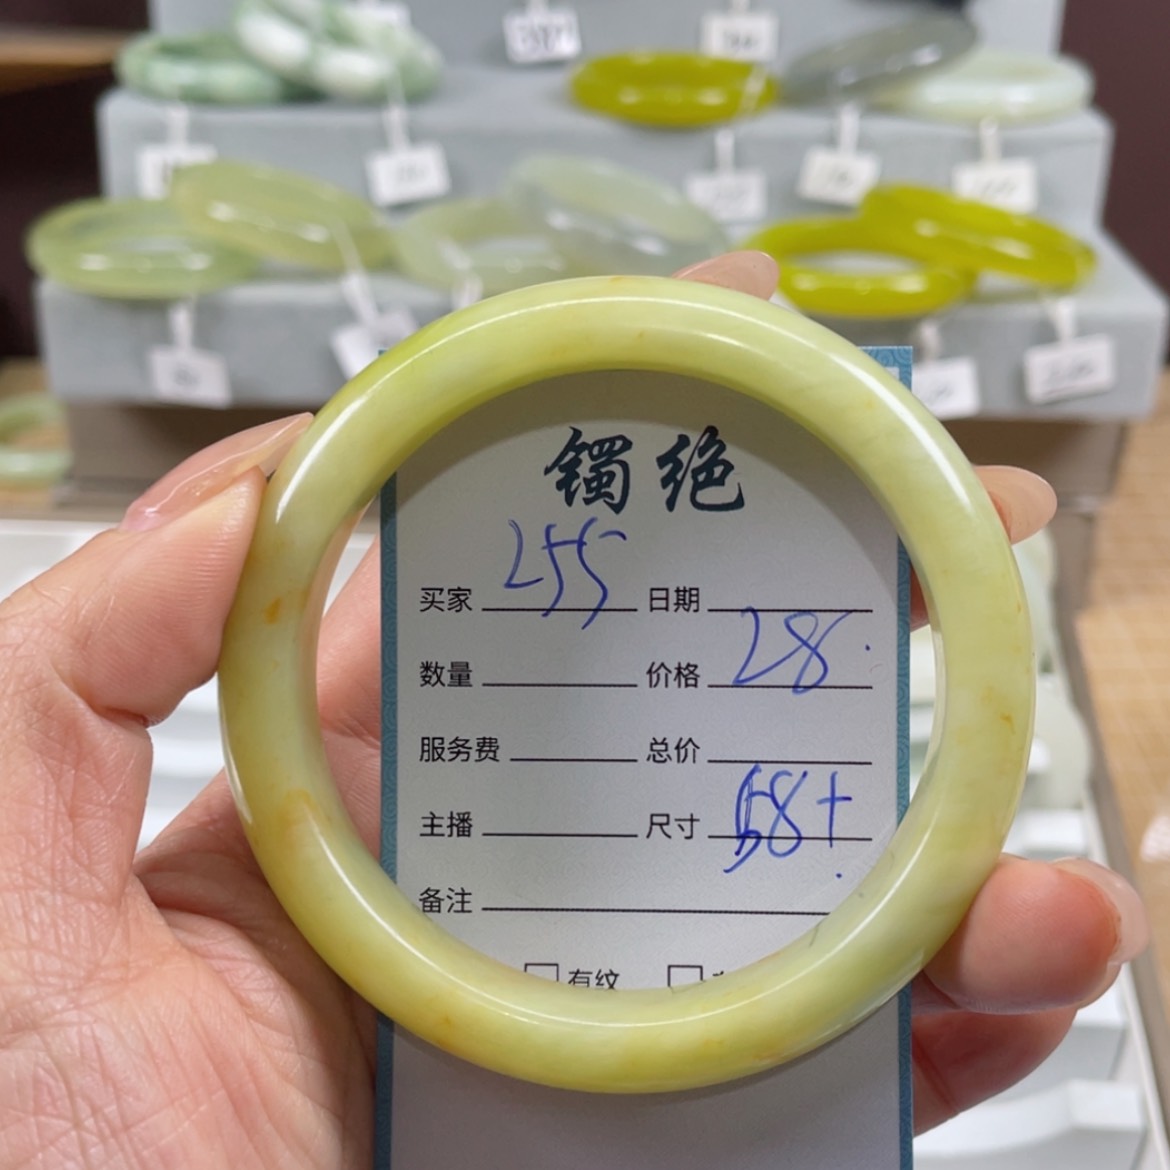 镯绝
买家 255 日期
数量 价格 28.
服务费 总价
主播 尺寸 58+
备注
有纹